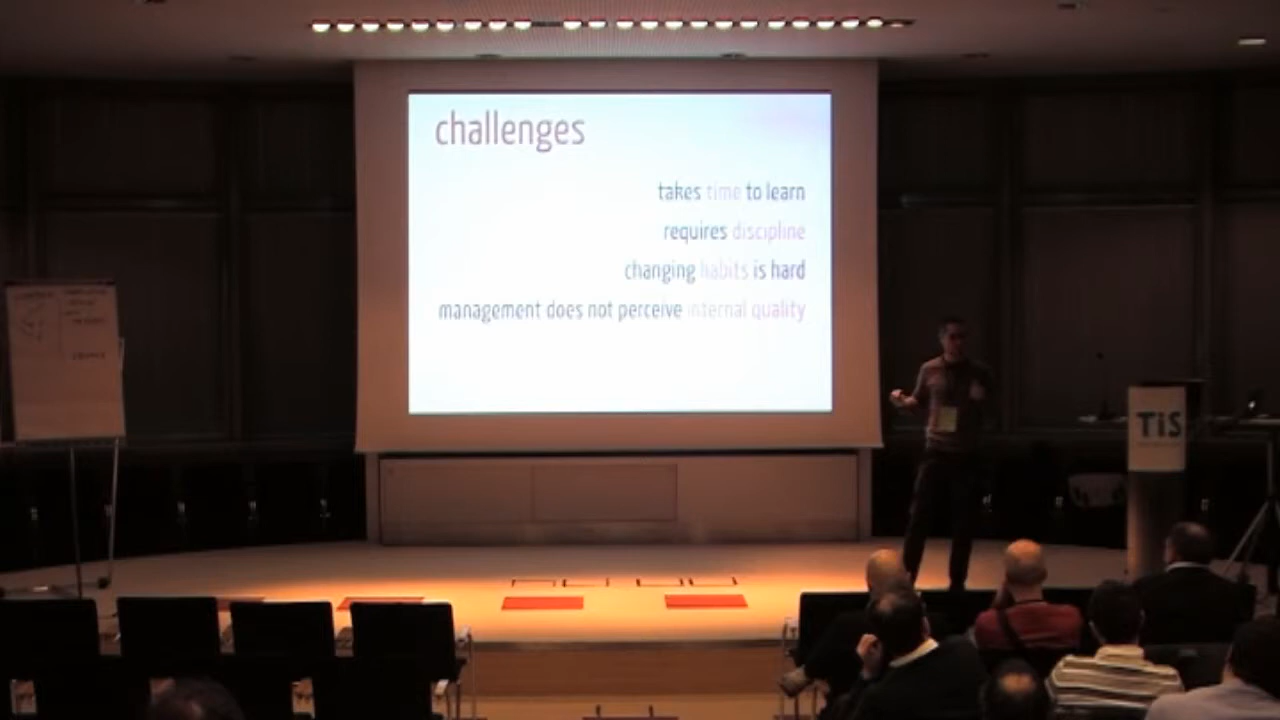 challenges
takes time to learn
requires discipline
changing habits is hard
management does not perceive internal quality
TiS